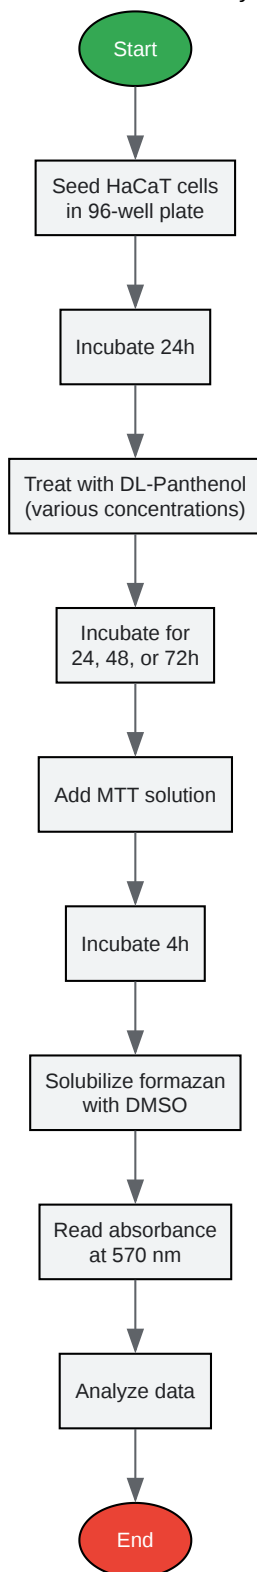 Start
Seed HaCaT cells
in 96-well plate
Incubate 24h
Treat with DL-Panthenol
(various concentrations)
Incubate for
24, 48, or 72h
Add MTT solution
Incubate 4h
Solubilize formazan
with DMSO
Read absorbance
at 570 nm
Analyze data
End